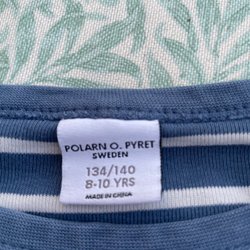 POLARN O. PYRET
SWEDEN
134/140
8-10 YRS
MADE IN CHINA